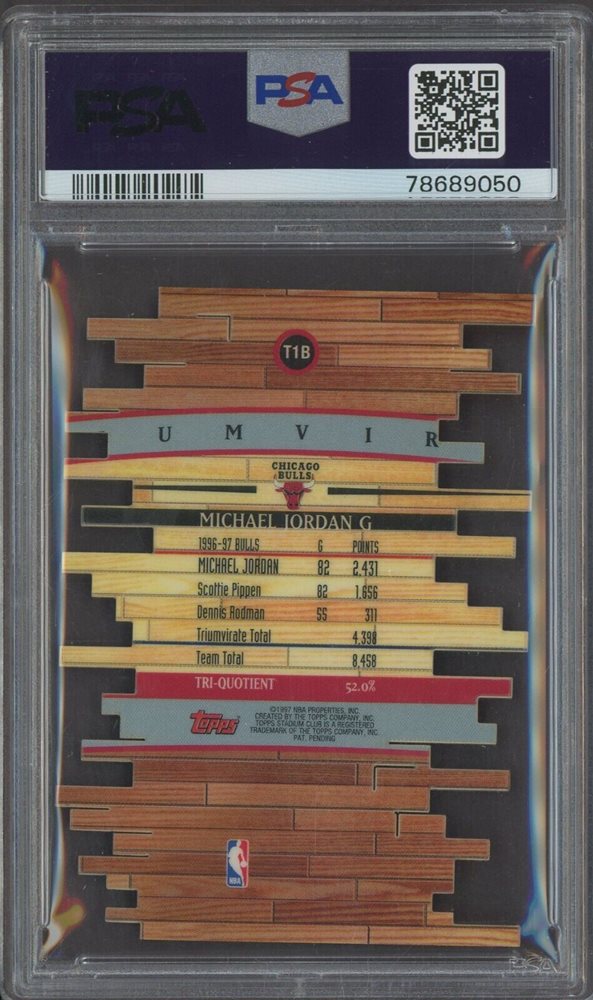 PSA
PSA
78689050
T1B
UMVIR
CHICAGO
BULLS
MICHAEL JORDAN G
1996-97 BULLS G POINTS
MICHAEL JORDAN 82 2,431
Scottie Pippen 82 1,656
Dennis Rodman 55 311
Triumvirate Total 4,398
Team Total 8,458
TRI-QUOTIENT 52.0%
Topps
©1997 NBA PROPERTIES, INC.
CREATED BY THE TOPPS COMPANY, INC.
TOPPS STADIUM CLUB IS A REGISTERED
TRADEMARK OF THE TOPPS COMPANY, INC
PAT. PENDING
NBA